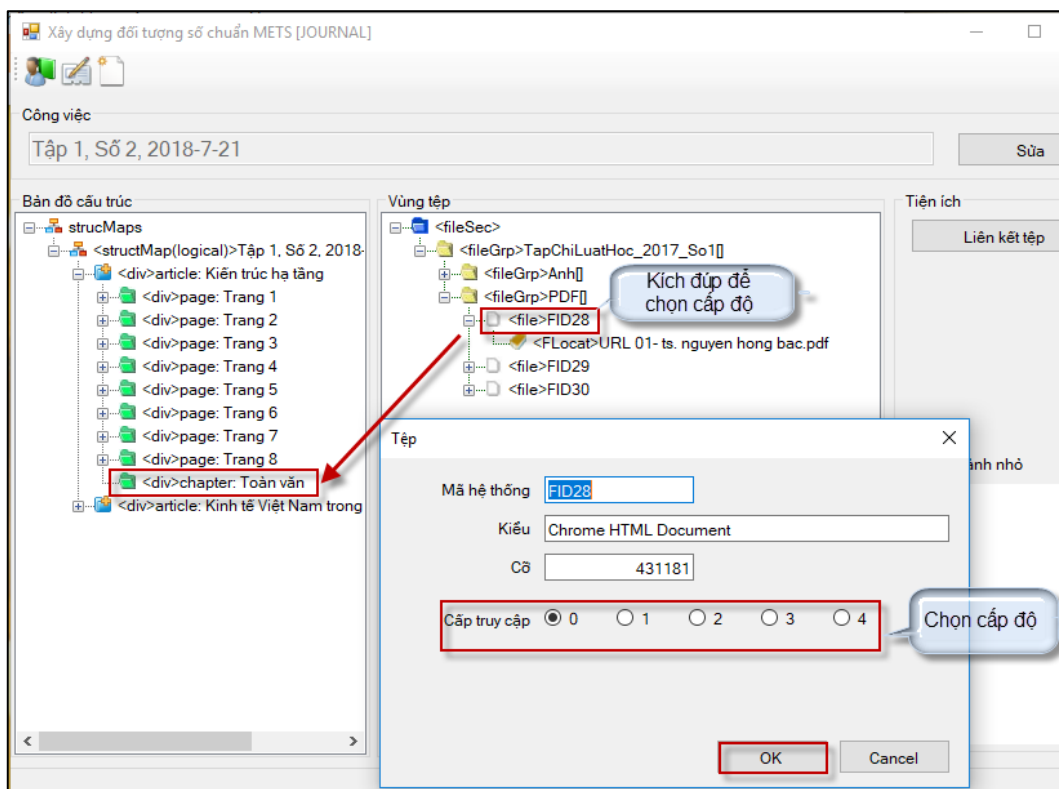 Xây dựng đối tượng số chuẩn METS [JOURNAL]
Công việc
Tập 1, Số 2, 2018-7-21
Sửa
Bản đồ cấu trúc
strucMaps
<structMap(logical)>Tập 1, Số 2, 2018-
<div>article: Kiến trúc hạ tầng
<div>page: Trang 1
<div>page: Trang 2
<div>page: Trang 3
<div>page: Trang 4
<div>page: Trang 5
<div>page: Trang 6
<div>page: Trang 7
<div>page: Trang 8
<div>chapter: Toàn văn
<div>article: Kinh tế Việt Nam trong
Vùng tệp
<fileSec>
<fileGrp>TapChiLuatHoc_2017_So1[]
<fileGrp>Anh[]
<fileGrp>PDF[]
<file>FID28
<FLocat>URL 01- ts. nguyen hong bac.pdf
<file>FID29
<file>FID30
Kích đúp để
chọn cấp độ
Tiện ích
Liên kết tệp
ảnh nhỏ
Tệp
Mã hệ thống FID28
Kiểu Chrome HTML Document
Cỡ 431181
Cấp truy cập 0 1 2 3 4
Chọn cấp độ
OK Cancel